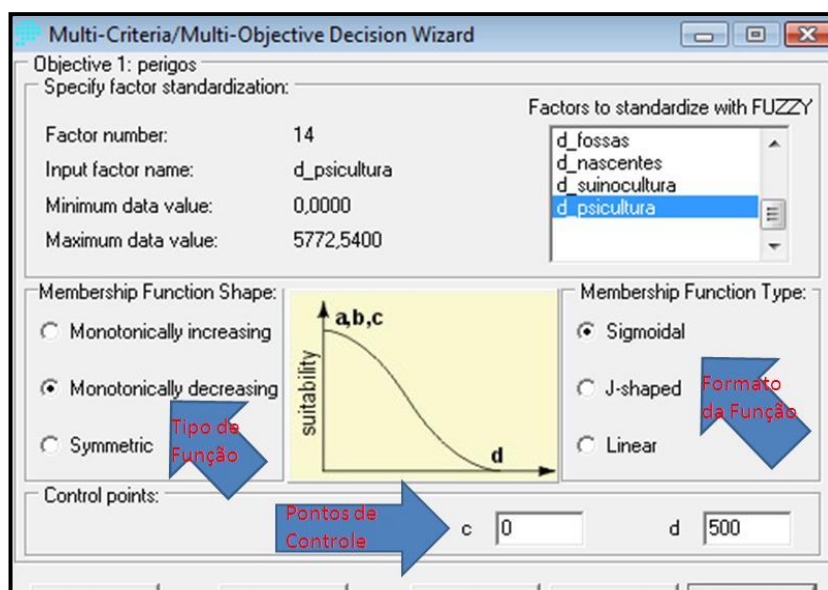 Multi-Criteria/Multi-Objective Decision Wizard
Objective 1: perigos
Specify factor standardization:
Factor number: 14
Input factor name: d_psicultura
Minimum data value: 0,0000
Maximum data value: 5772,5400
Factors to standardize with FUZZY
d_fossas
d_nascentes
d_suinocultura
d_psicultura
Membership Function Shape:
Monotonically increasing
Monotonically decreasing
Symmetric
Tipo de
Função
a,b,c
suitability
d
Membership Function Type:
Sigmoidal
J-shaped
Linear
Formato
da Função
Control points:
Pontos de
Controle
c 0 d 500